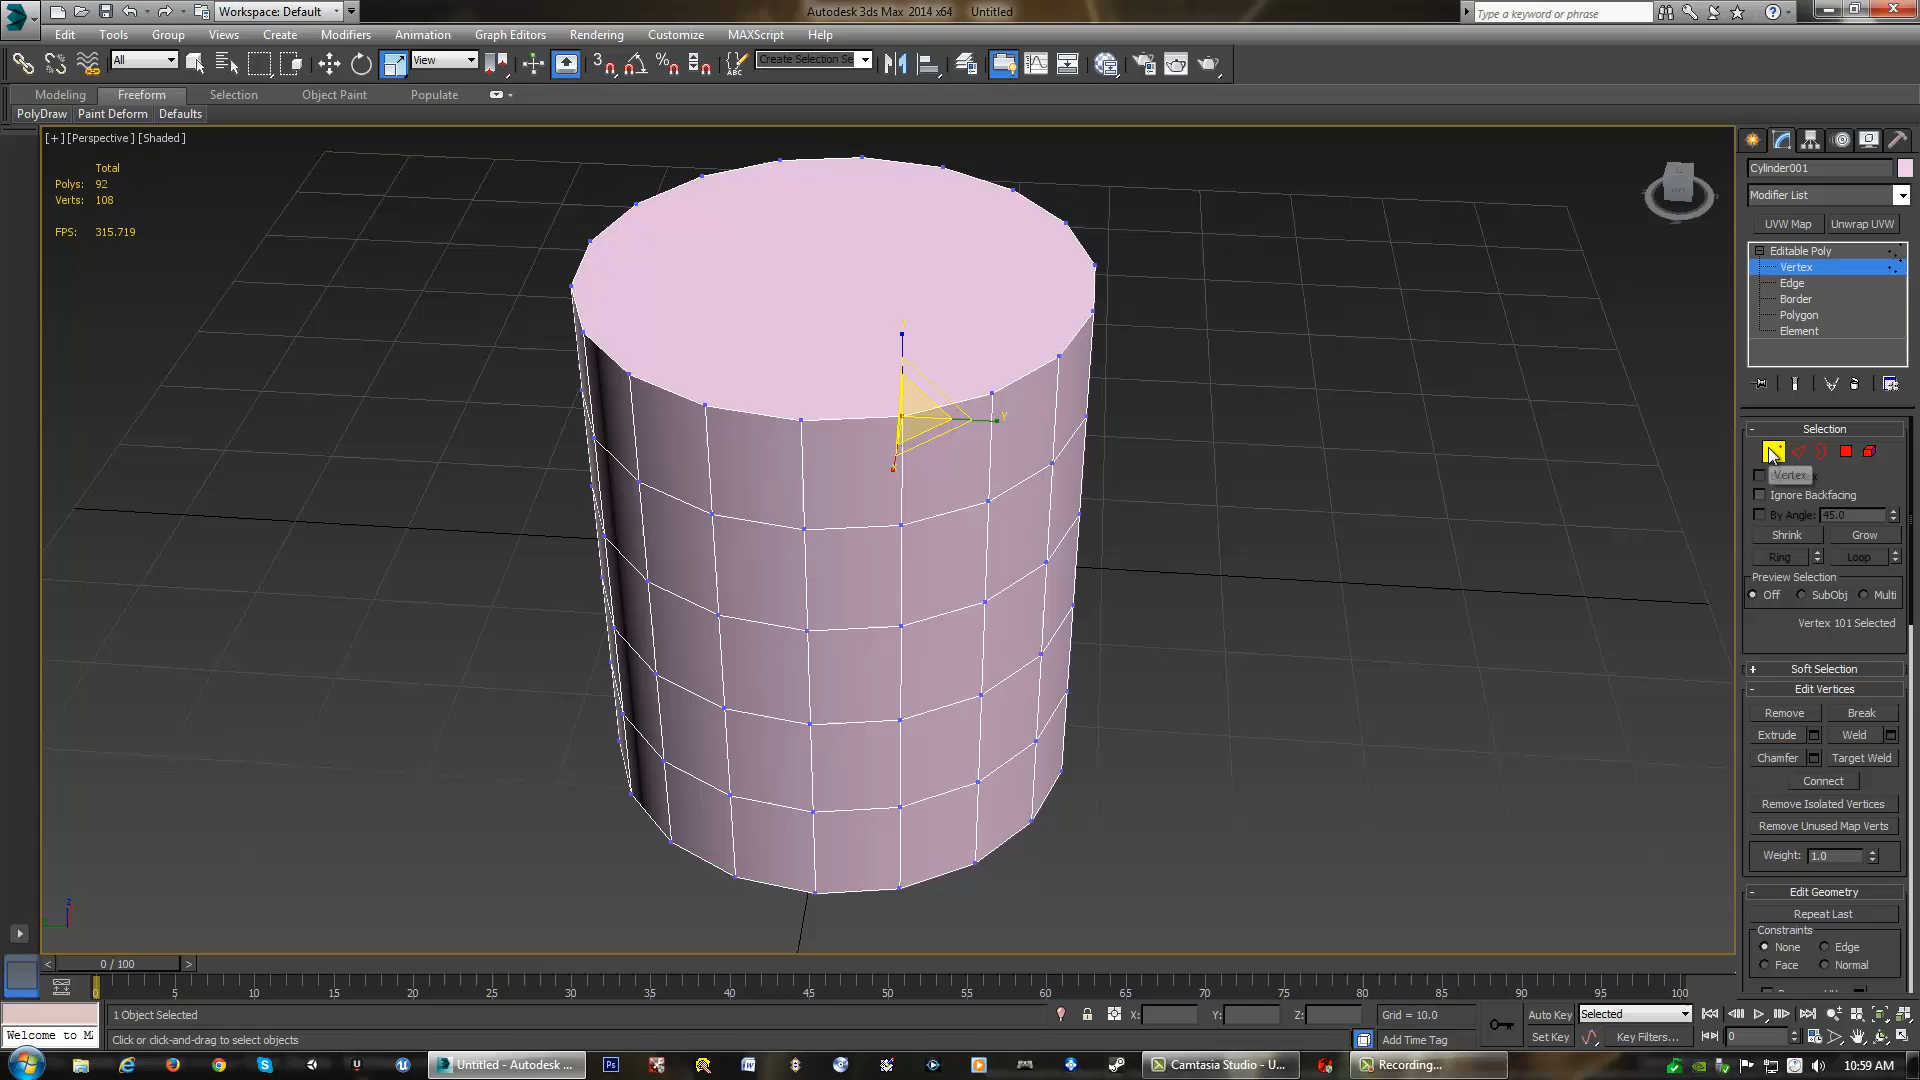 Workspace: Default
Autodesk 3ds Max 2014 x64 Untitled
Type a keyword or phrase
Edit Tools Group Views Create Modifiers Animation Graph Editors Rendering Customize MAXScript Help
All
View
3
Create Selection Se
Modeling Freeform Selection Object Paint Populate
PolyDraw Paint Deform Defaults
[+][Perspective][Shaded]
Total
Polys: 92
Verts: 108
FPS: 315.719
y
z
Cylinder001
Modifier List
UVW Map Unwrap UVW
Editable Poly
Vertex
Edge
Border
Polygon
Element
- Selection
Vertex
Ignore Backfacing
By Angle: 45.0
Shrink Grow
Ring Loop
Preview Selection
Off SubObj Multi
Vertex 101 Selected
+ Soft Selection
- Edit Vertices
Remove Break
Extrude Weld
Chamfer Target Weld
Connect
Remove Isolated Vertices
Remove Unused Map Verts
Weight: 1.0
- Edit Geometry
Repeat Last
Constraints
None Edge
Face Normal
< 0 / 100 >
0 5 10 15 20 25 30 35 40 45 50 55 60 65 70 75 80 85 90 95 100
1 Object Selected X: Y: Z: Grid = 10.0 Auto Key Selected
Welcome to M
Click or click-and-drag to select objects Add Time Tag Set Key Key Filters... 0
Untitled - Autodesk ... Camtasia Studio - U... Recording... 10:59 AM